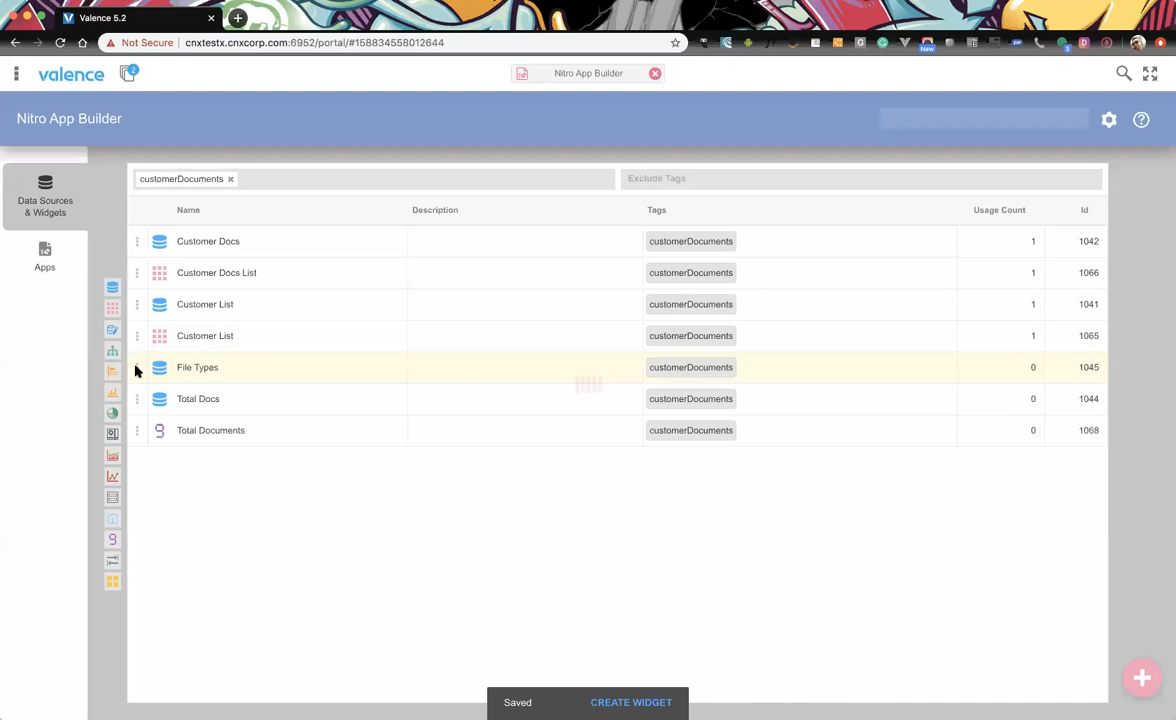 Valence 5.2
Not Secure cnxtestx.cnxcorp.com:6952/portal/#158834558012644
New
3
valence 2 Nitro App Builder
Nitro App Builder
Data Sources
& Widgets
Apps
customerDocuments Exclude Tags
Name Description Tags Usage Count Id
Customer Docs customerDocuments 1 1042
Customer Docs List customerDocuments 1 1066
Customer List customerDocuments 1 1041
Customer List customerDocuments 1 1065
File Types customerDocuments 0 1045
Total Docs customerDocuments 0 1044
Total Documents customerDocuments 0 1068
Saved CREATE WIDGET